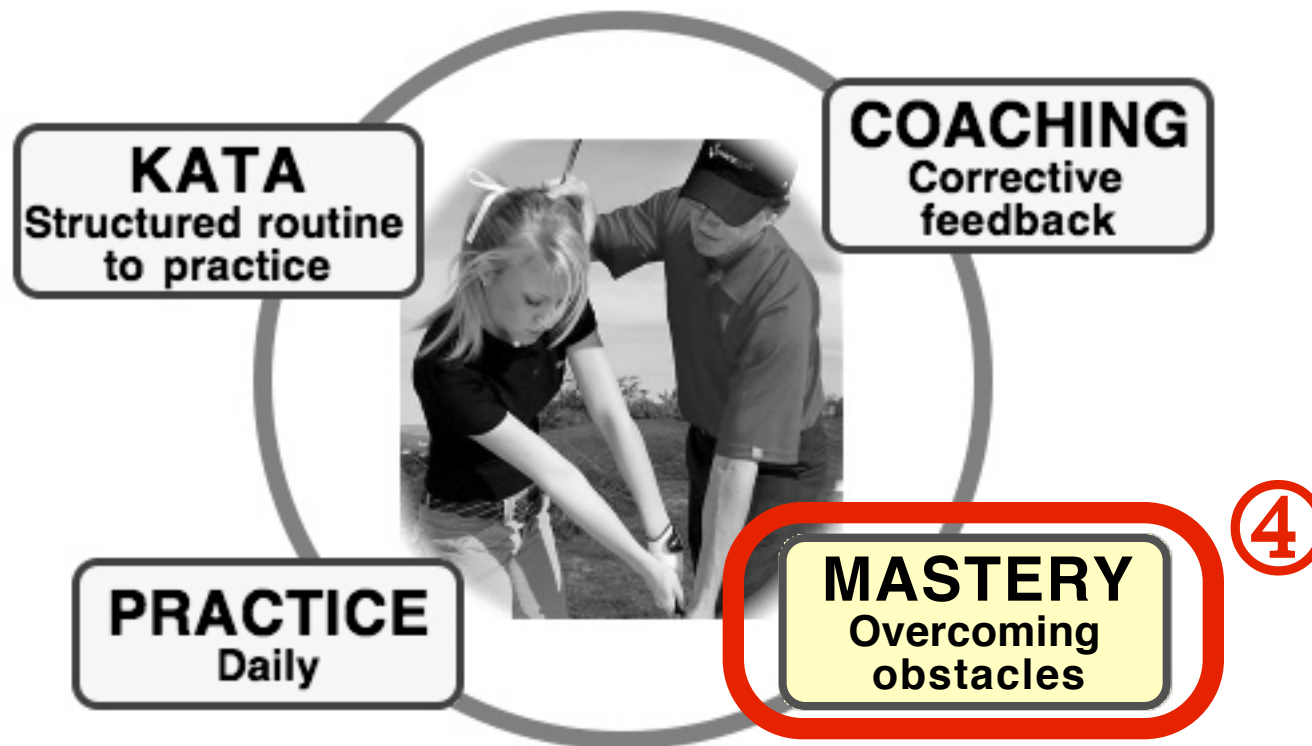 KATA
Structured routine
to practice
COACHING
Corrective
feedback
PRACTICE
Daily
MASTERY
Overcoming
obstacles
④